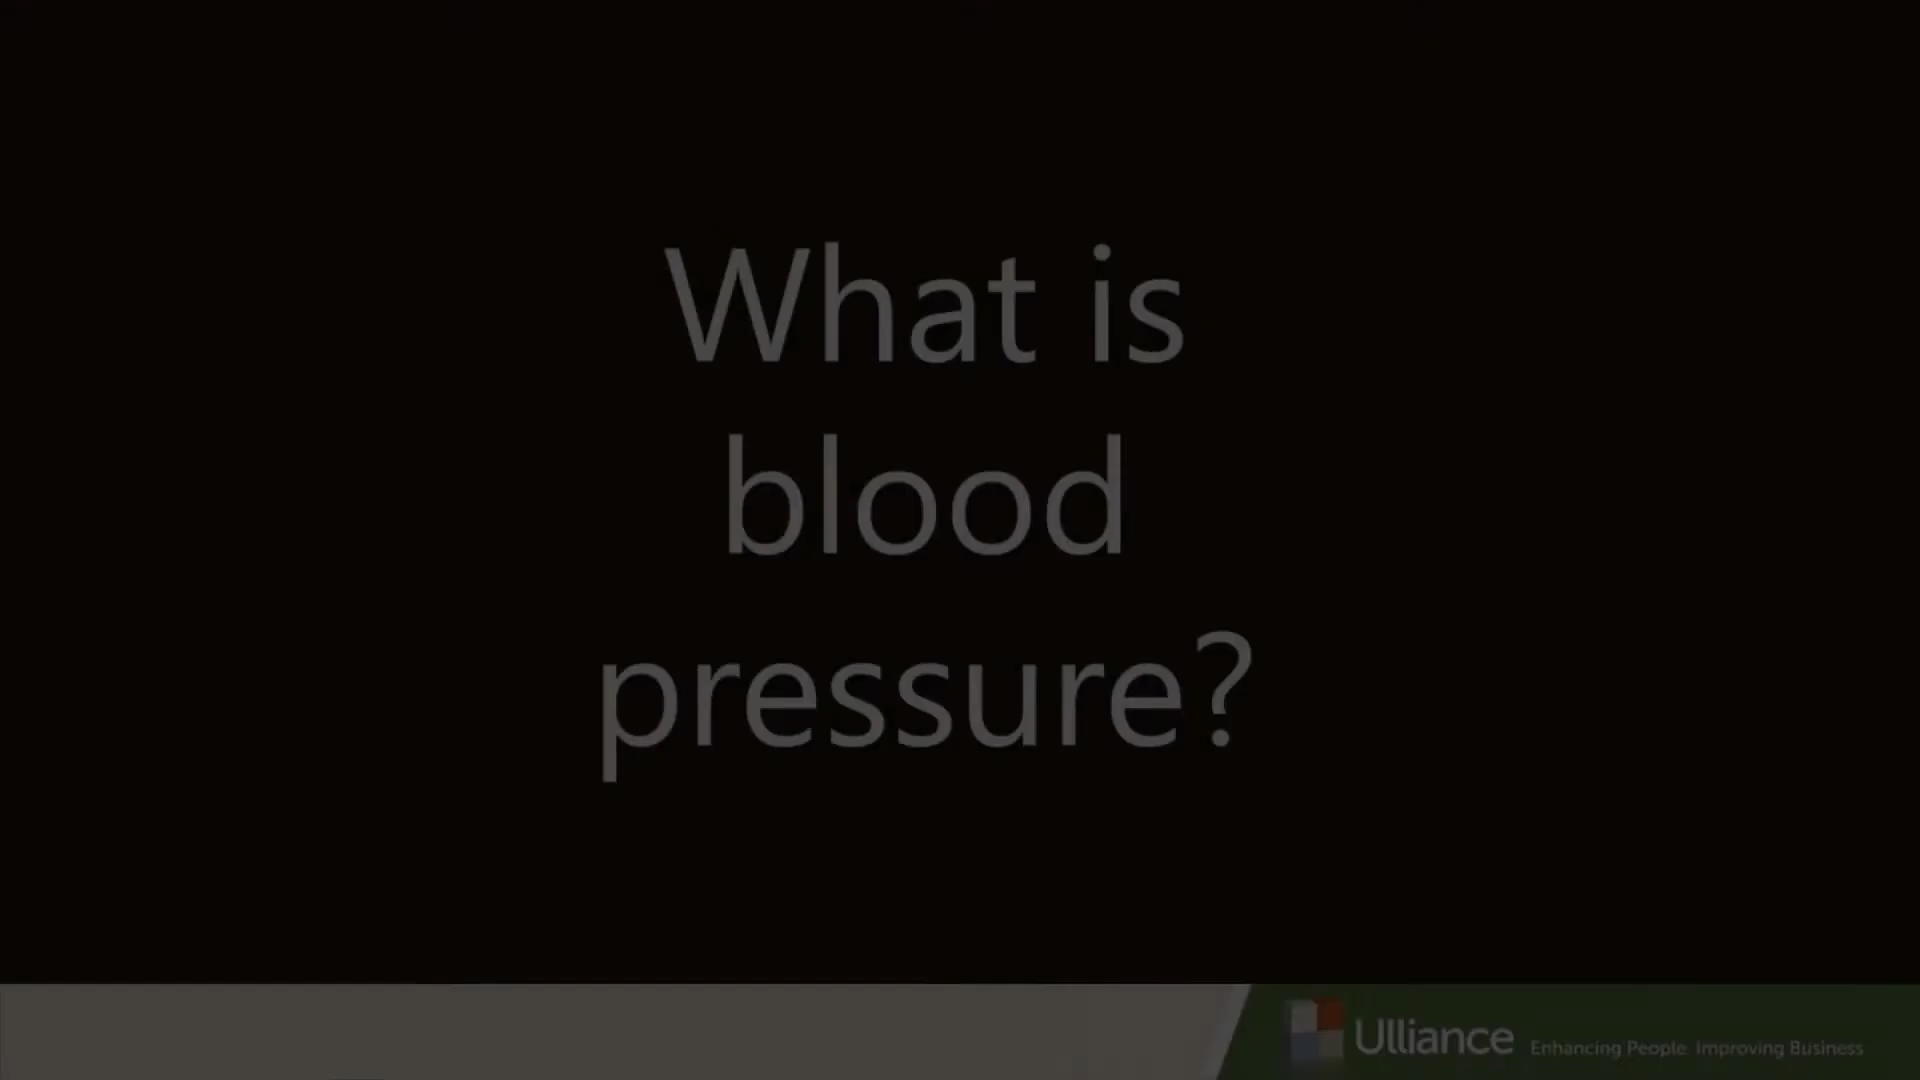 What is
blood
pressure?
Ulliance Enhancing People. Improving Business